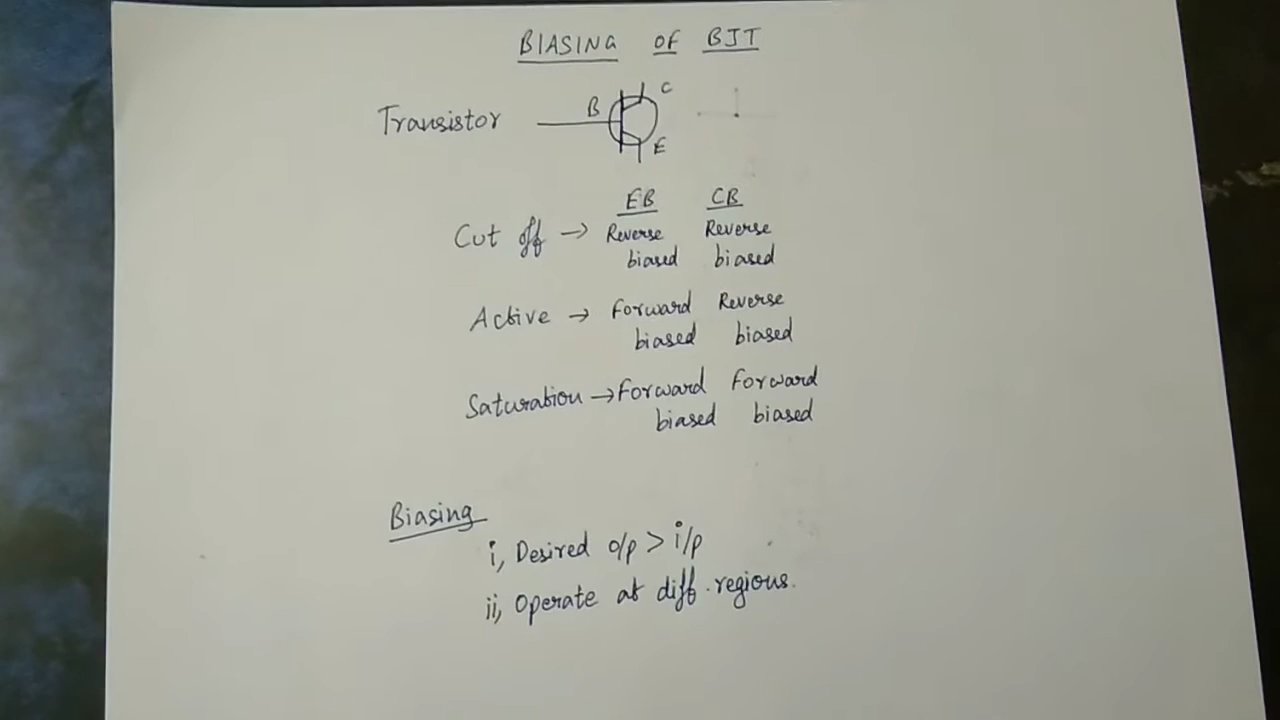 BIASING OF BJT
Transistor B C
E
EB CB
Cut off → Reverse Reverse
biased biased
Active → Forward Reverse
biased biased
Saturation → Forward Forward
biased biased
Biasing
i, Desired o/p > i/p
ii, Operate at diff. regions.